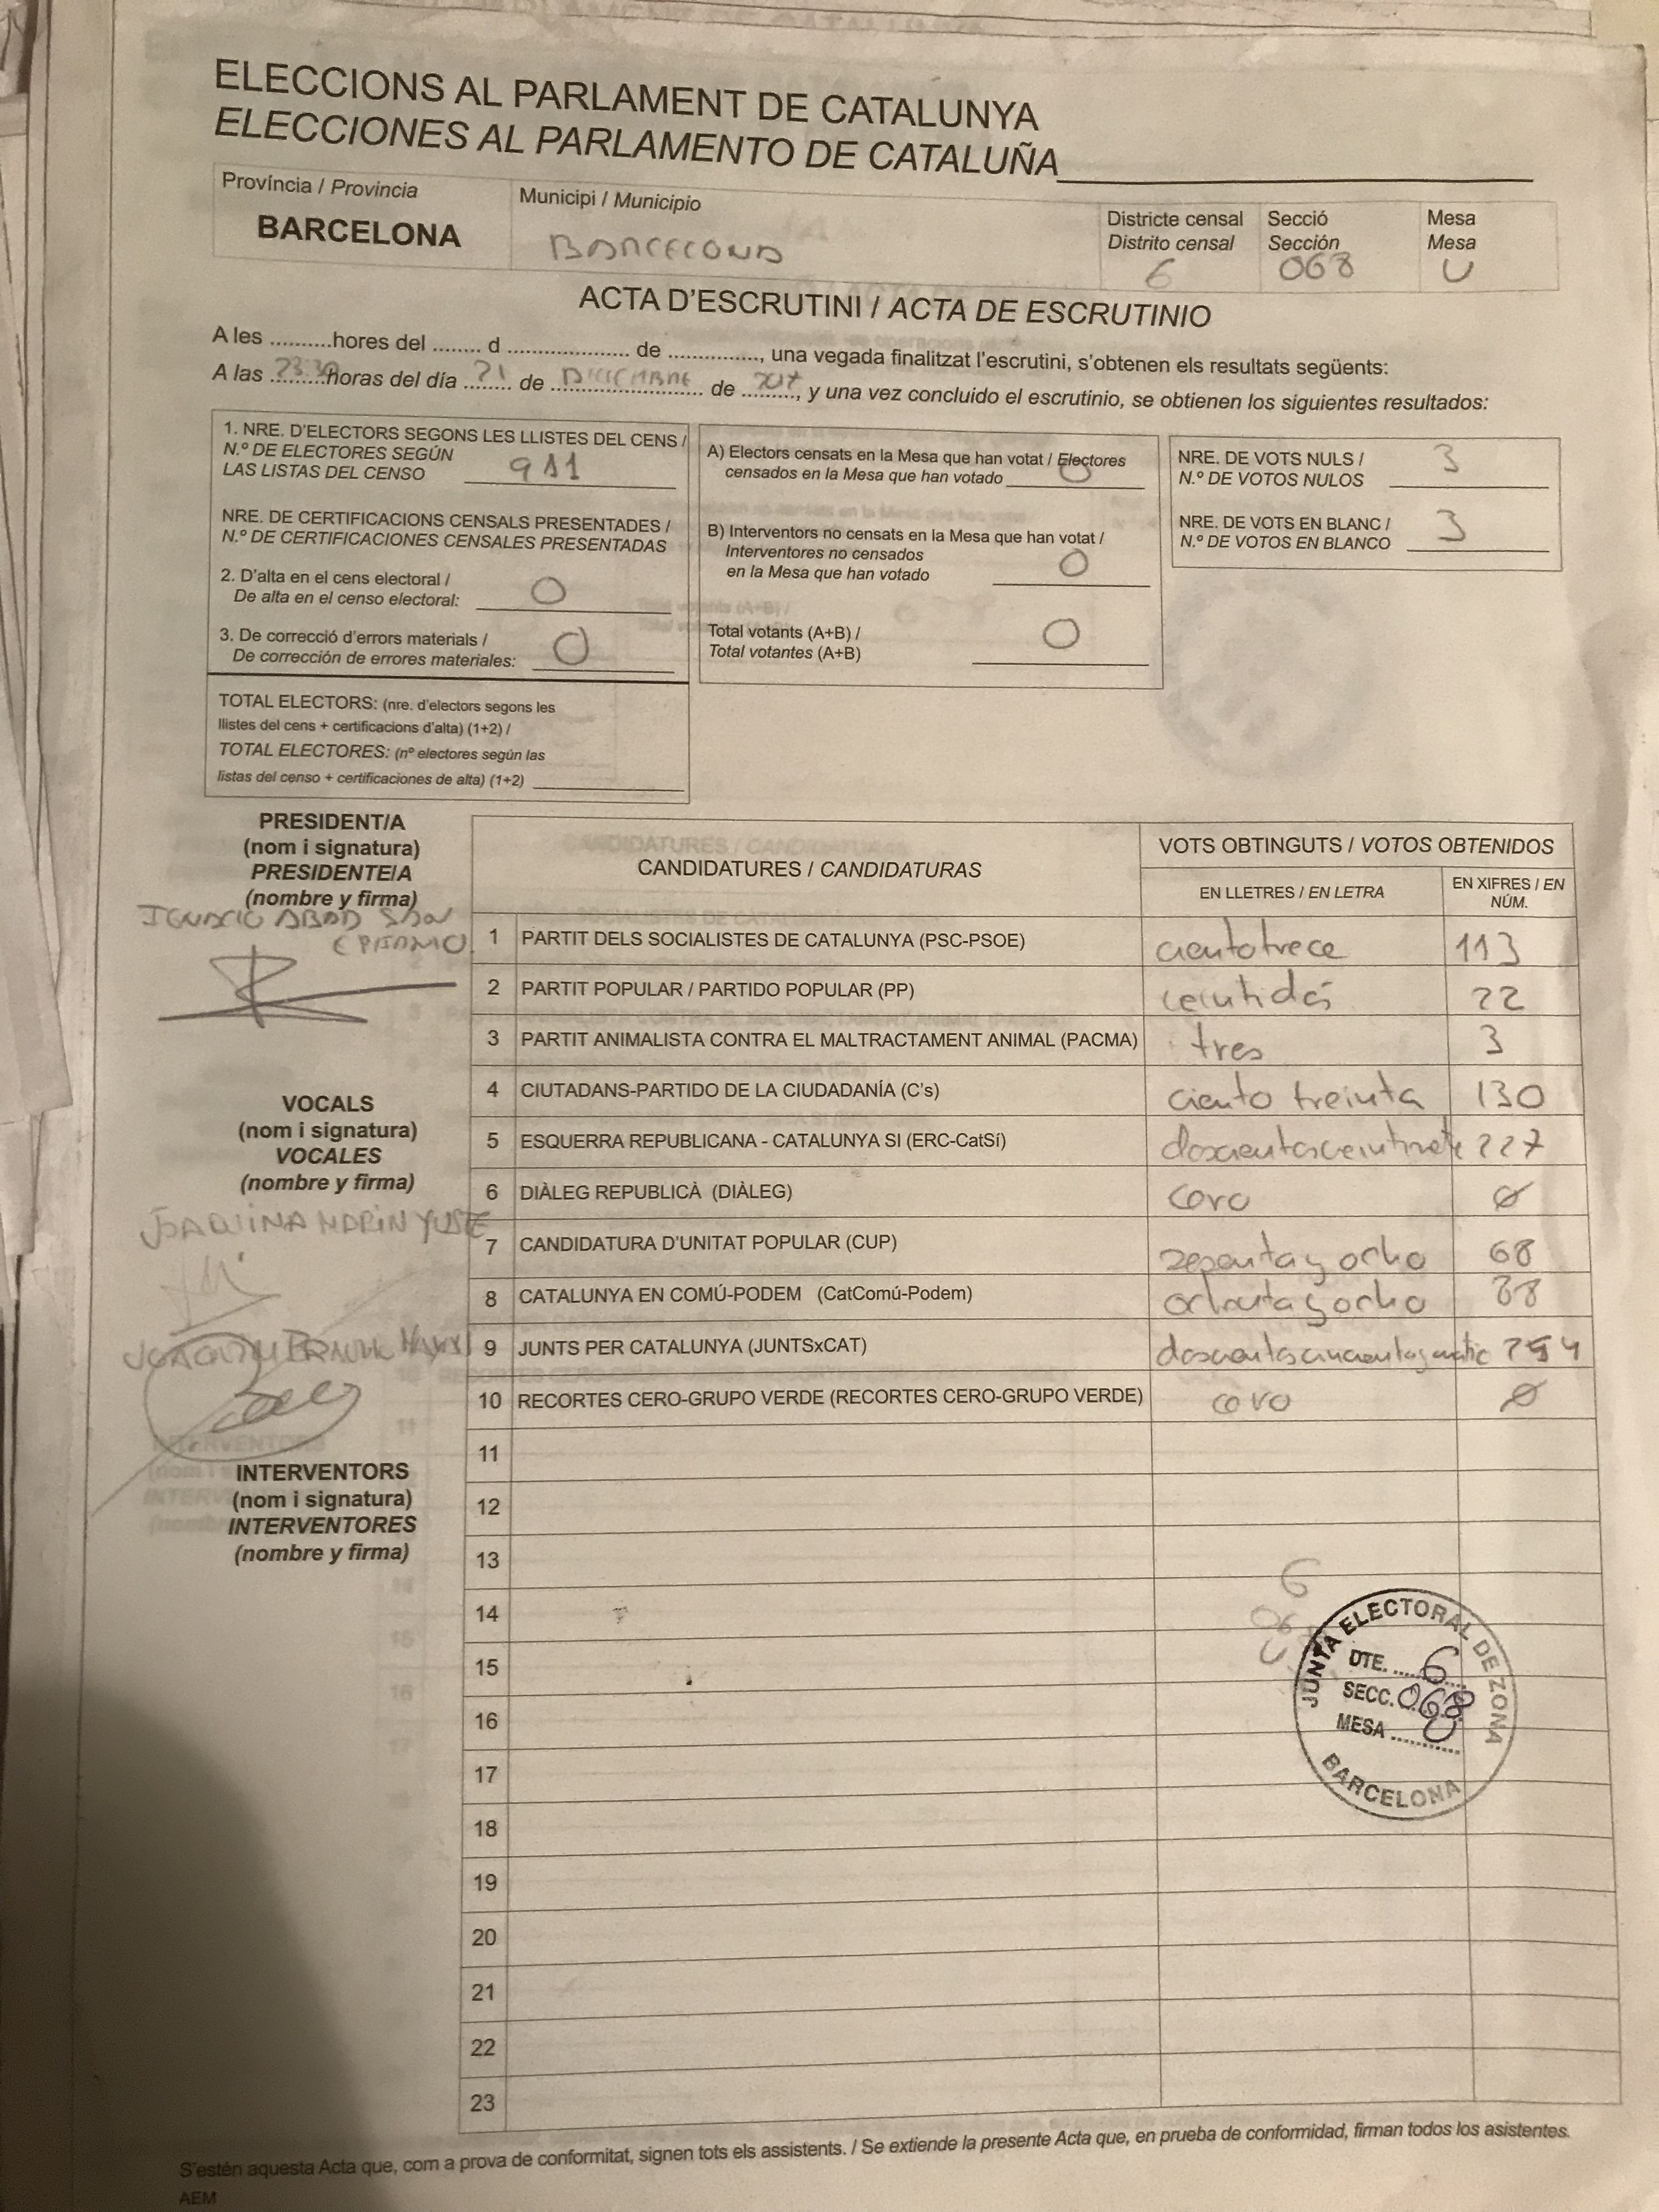 ELECCIONS AL PARLAMENT DE CATALUNYA
ELECCIONES AL PARLAMENTO DE CATALUÑA
Província / Provincia
BARCELONA
Municipi / Municipio
BARCELONA
Districte censal
Distrito censal
6
Secció
Sección
068
Mesa
Mesa
U
ACTA D'ESCRUTINI / ACTA DE ESCRUTINIO
A les ..........hores del ........ d ..................... de ..............., una vegada finalitzat l'escrutini, s'obtenen els resultats següents:
A las 23:30 horas del día 21 de DICIEMBRE de 2017, y una vez concluido el escrutinio, se obtienen los siguientes resultados:
1. NRE. D'ELECTORS SEGONS LES LLISTES DEL CENS /
N.º DE ELECTORES SEGÚN
LAS LISTAS DEL CENSO 911
NRE. DE CERTIFICACIONS CENSALS PRESENTADES /
N.º DE CERTIFICACIONES CENSALES PRESENTADAS
2. D'alta en el cens electoral /
De alta en el censo electoral: 0
3. De correcció d'errors materials /
De corrección de errores materiales: 0
TOTAL ELECTORS: (nre. d'electors segons les
llistes del cens + certificacions d'alta) (1+2) /
TOTAL ELECTORES: (nº electores según las
listas del censo + certificaciones de alta) (1+2)
A) Electors censats en la Mesa que han votat / Electores
censados en la Mesa que han votado 0
B) Interventors no censats en la Mesa que han votat /
Interventores no censados
en la Mesa que han votado 0
Total votants (A+B) /
Total votantes (A+B) 0
NRE. DE VOTS NULS /
N.º DE VOTOS NULOS 3
NRE. DE VOTS EN BLANC /
N.º DE VOTOS EN BLANCO 3
PRESIDENT/A
(nom i signatura)
PRESIDENTE/A
(nombre y firma)
IGNACIO ABAD
VOCALS
(nom i signatura)
VOCALES
(nombre y firma)
JOAQUINA MARIN YUSTE
JOAQUIM
INTERVENTORS
(nom i signatura)
INTERVENTORES
(nombre y firma)
CANDIDATURES / CANDIDATURAS
VOTS OBTINGUTS / VOTOS OBTENIDOS
EN LLETRES / EN LETRA
EN XIFRES / EN
NÚM.
1 PARTIT DELS SOCIALISTES DE CATALUNYA (PSC-PSOE) cientotrece 113
2 PARTIT POPULAR / PARTIDO POPULAR (PP) veintidós 22
3 PARTIT ANIMALISTA CONTRA EL MALTRACTAMENT ANIMAL (PACMA) tres 3
4 CIUTADANS-PARTIDO DE LA CIUDADANÍA (C's) ciento treinta 130
5 ESQUERRA REPUBLICANA - CATALUNYA SI (ERC-CatSí) doscientosveintisiete 227
6 DIÀLEG REPUBLICÀ (DIÀLEG) cero 0
7 CANDIDATURA D'UNITAT POPULAR (CUP) sesenta y ocho 68
8 CATALUNYA EN COMÚ-PODEM (CatComú-Podem) ochenta y ocho 88
9 JUNTS PER CATALUNYA (JUNTSxCAT) doscientoscincuentaycuatro 254
10 RECORTES CERO-GRUPO VERDE (RECORTES CERO-GRUPO VERDE) cero 0
11
12
13
14
15
16
17
18
19
20
21
22
23
6
068
U
JUNTA ELECTORAL DE ZONA
DTE. 6
SECC. 068
MESA U
BARCELONA
S'estén aquesta Acta que, com a prova de conformitat, signen tots els assistents. / Se extiende la presente Acta que, en prueba de conformidad, firman todos los asistentes.
AEM